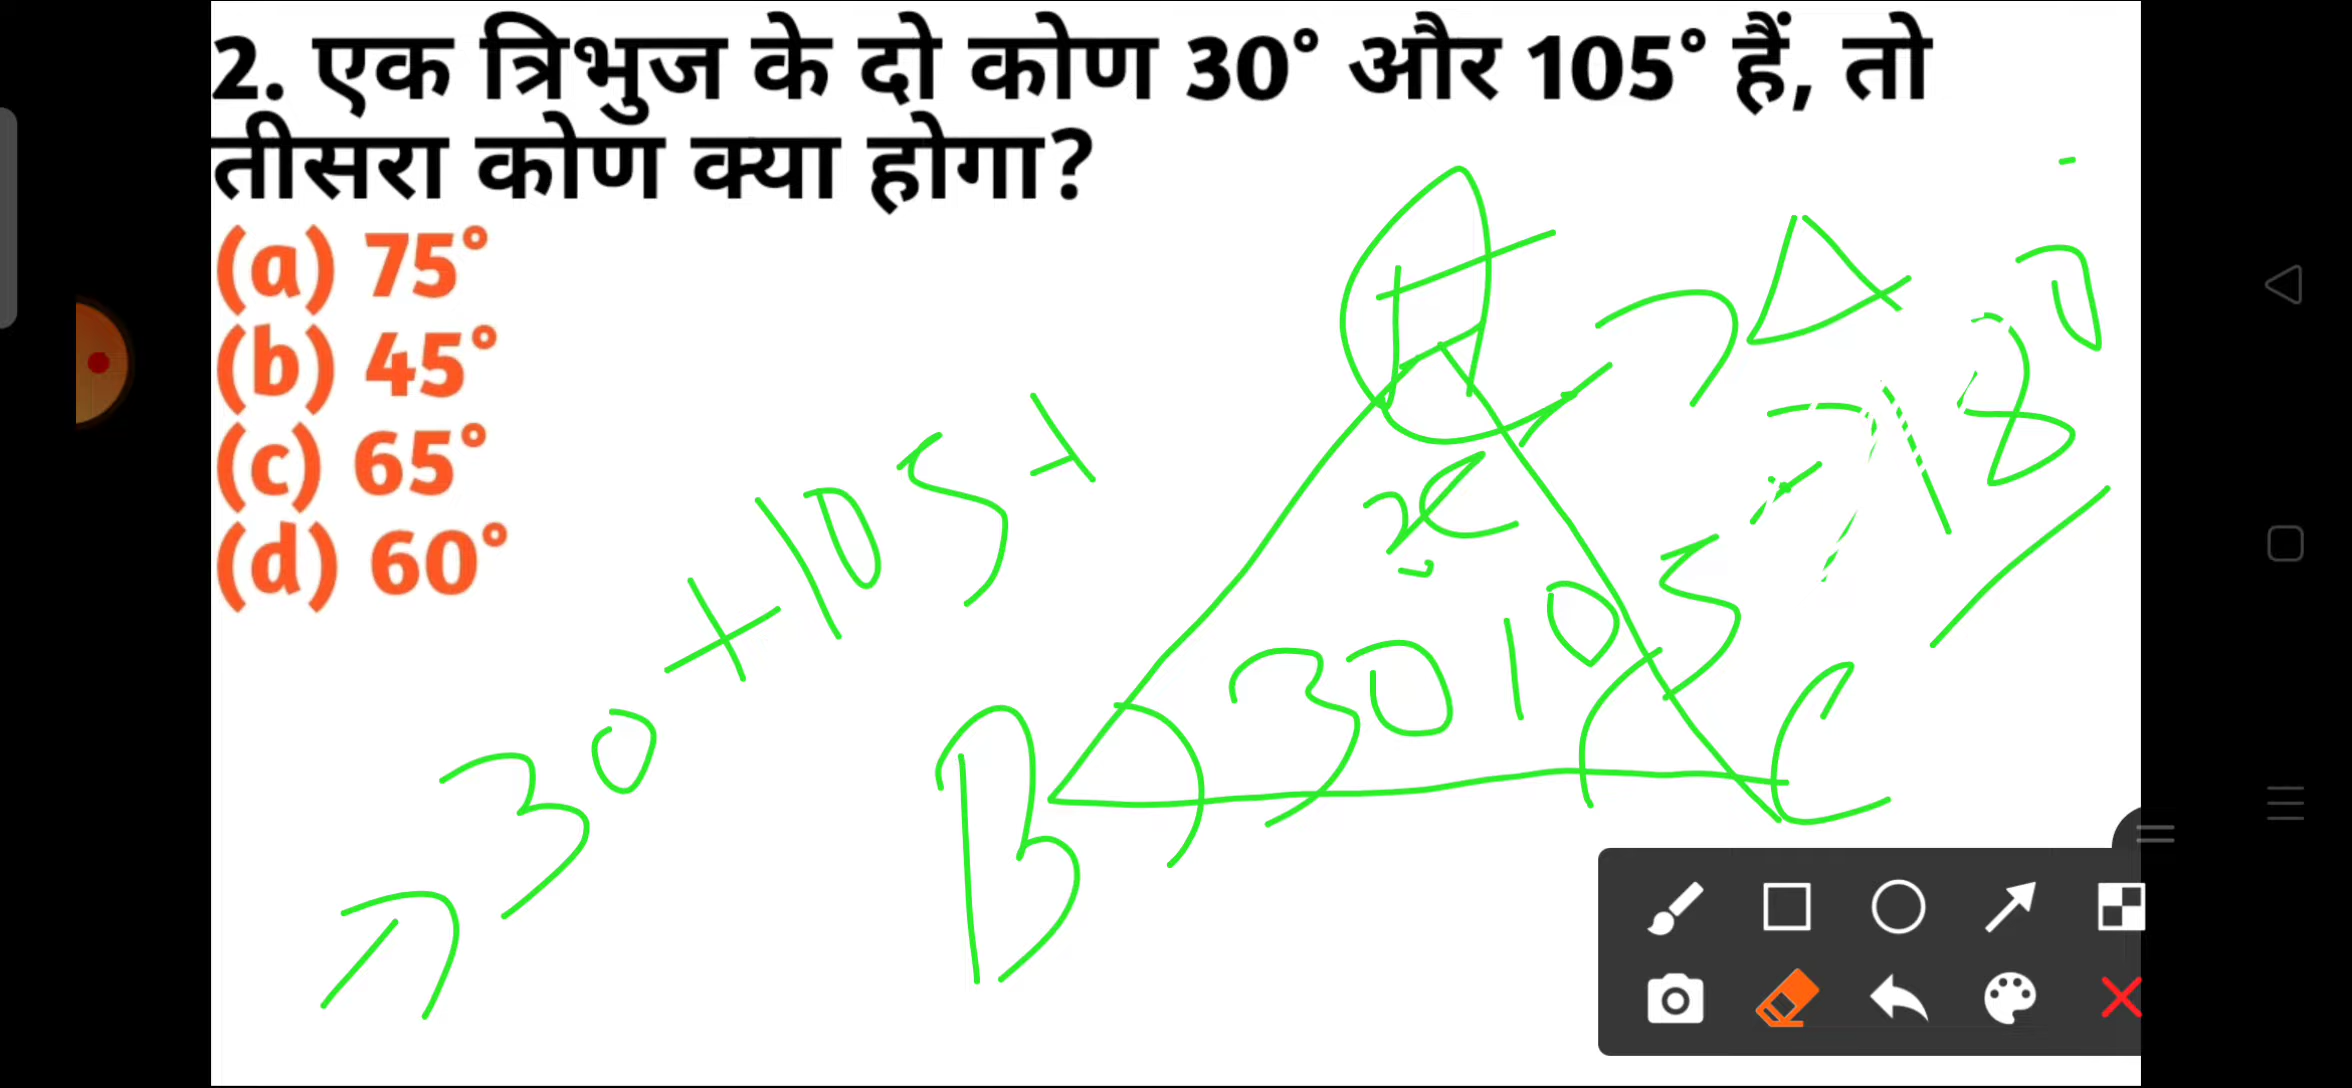 2. एक त्रिभुज के दो कोण 30° और 105° हैं, तो
तीसरा कोण क्या होगा?
(a) 75°
(b) 45°
(c) 65°
(d) 60°
A
x
B
30
105
C
30 + 105 +
180